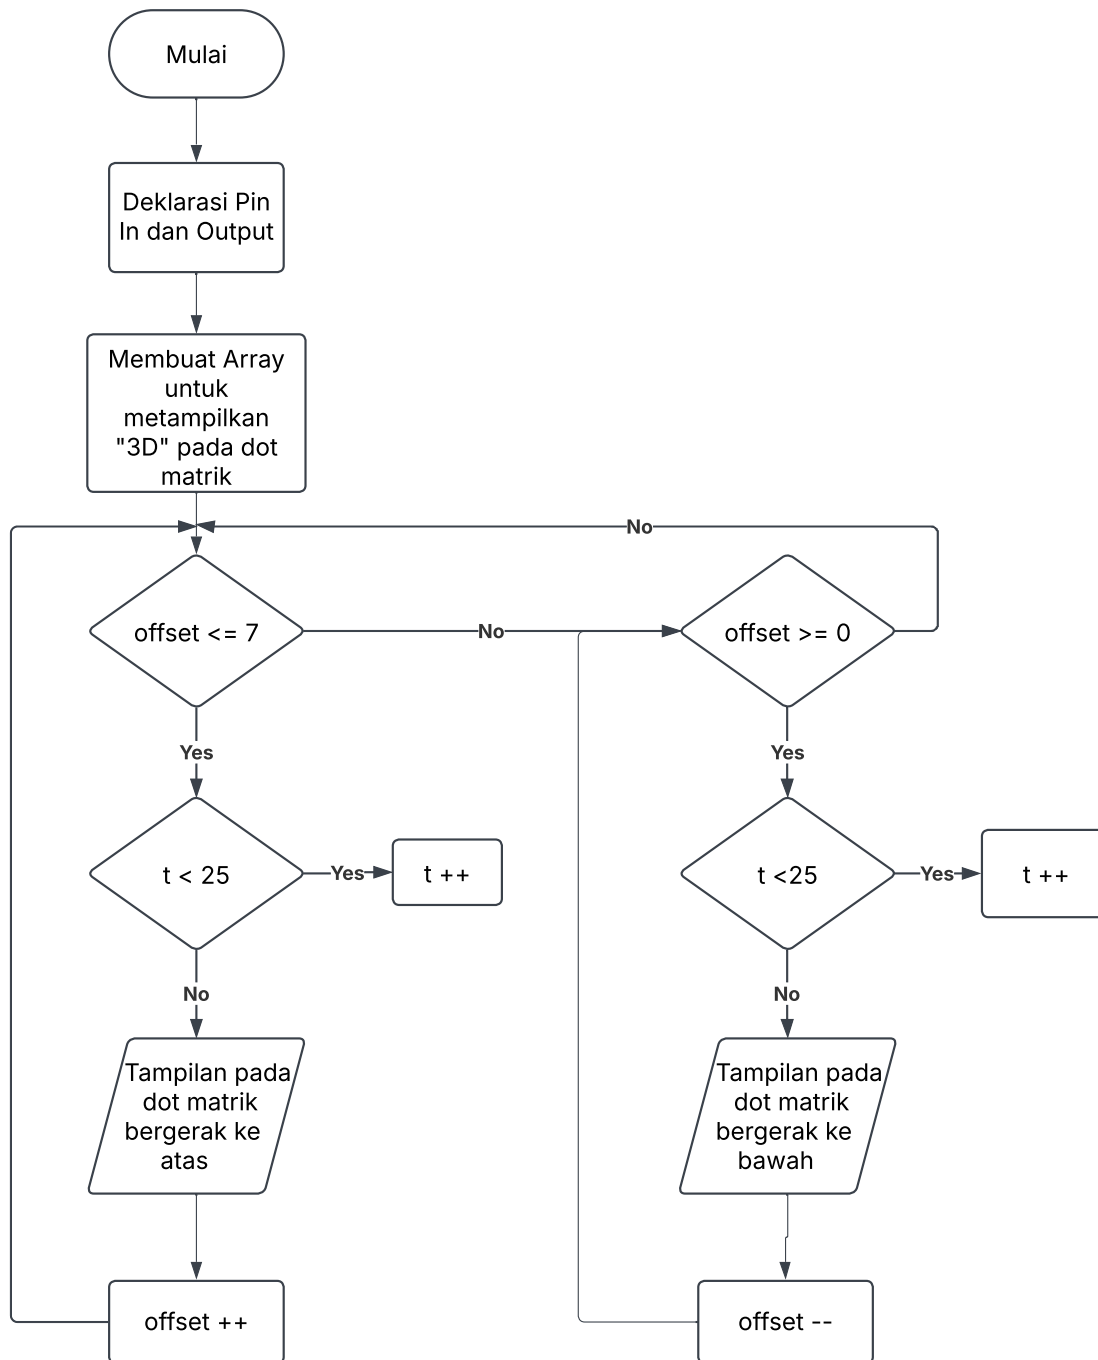 Mulai
Deklarasi Pin
In dan Output
Membuat Array
untuk
metampilkan
"3D" pada dot
matrik
No
offset <= 7
No
offset >= 0
Yes
Yes
t < 25
Yes
t ++
t <25
Yes
t ++
No
No
Tampilan pada
dot matrik
bergerak ke
atas
Tampilan pada
dot matrik
bergerak ke
bawah
offset ++
offset --